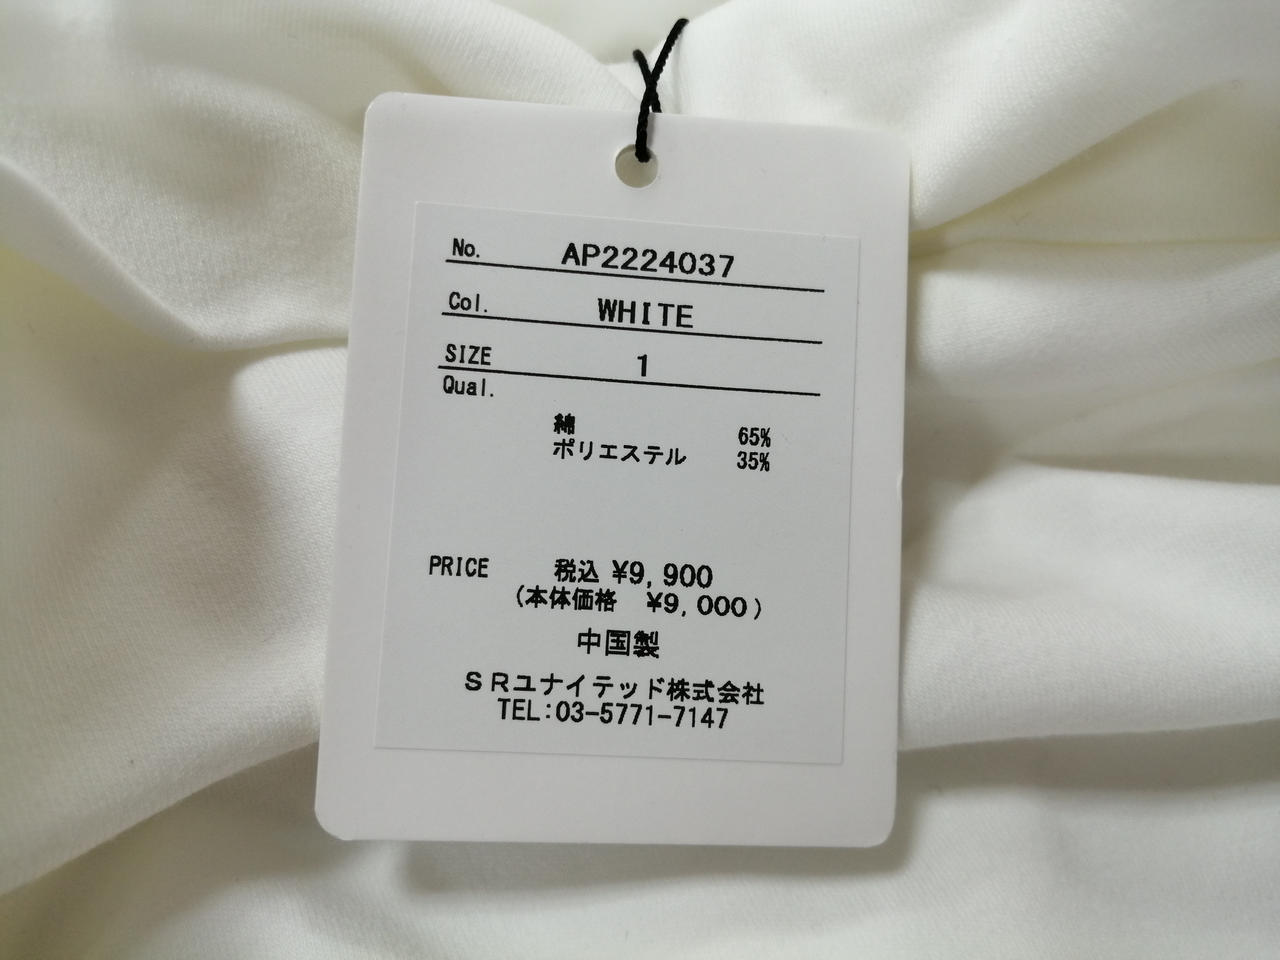 No. AP2224037
Col. WHITE
SIZE 1
Qual.
綿 65%
ポリエステル 35%
PRICE 税込 ¥9,900
(本体価格 ¥9,000)
中国製
SRユナイテッド株式会社
TEL:03-5771-7147